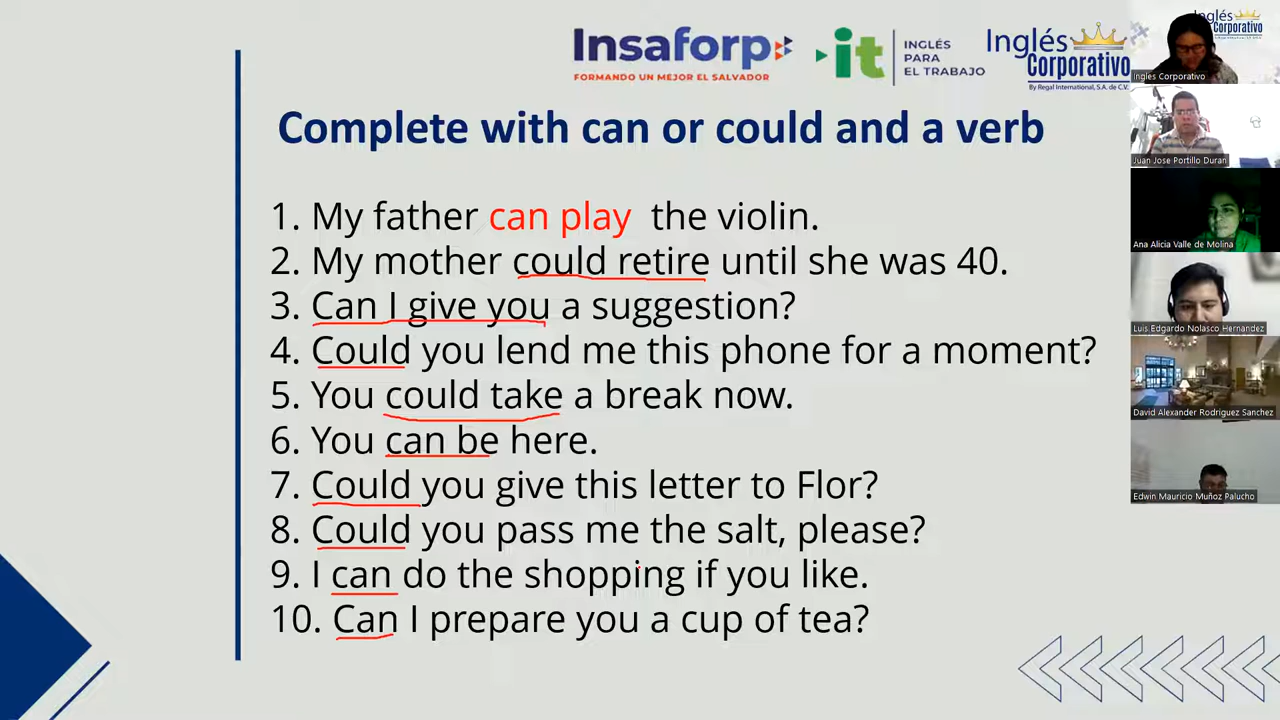 Insaforp
FORMANDO UN MEJOR EL SALVADOR
it
INGLÉS
PARA
EL TRABAJO
Inglés
Corporativo
By Regal International, S.A. de C.V.
Complete with can or could and a verb
1. My father can play the violin.
2. My mother could retire until she was 40.
3. Can I give you a suggestion?
4. Could you lend me this phone for a moment?
5. You could take a break now.
6. You can be here.
7. Could you give this letter to Flor?
8. Could you pass me the salt, please?
9. I can do the shopping if you like.
10. Can I prepare you a cup of tea?
Inglés
Corporativo
Ingles Corporativo
Juan Jose Portillo Duran
Ana Alicia Valle de Molina
Luis Edgardo Nolasco Hernandez
David Alexander Rodriguez Sanchez
Edwin Mauricio Muñoz Palucho